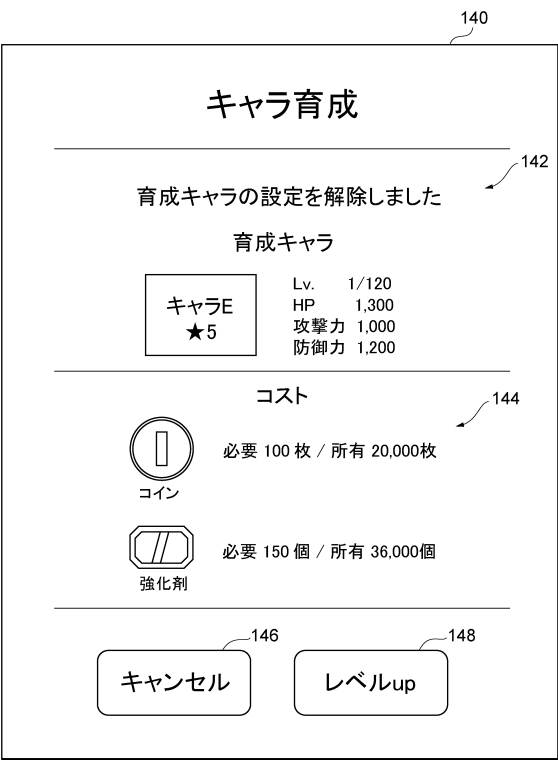 140
キャラ育成
142
育成キャラの設定を解除しました
育成キャラ
キャラE
★5
Lv. 1/120
HP 1,300
攻撃力 1,000
防御力 1,200
コスト
144
必要 100 枚 / 所有 20,000枚
コイン
必要 150 個 / 所有 36,000個
強化剤
146
148
キャンセル
レベルup